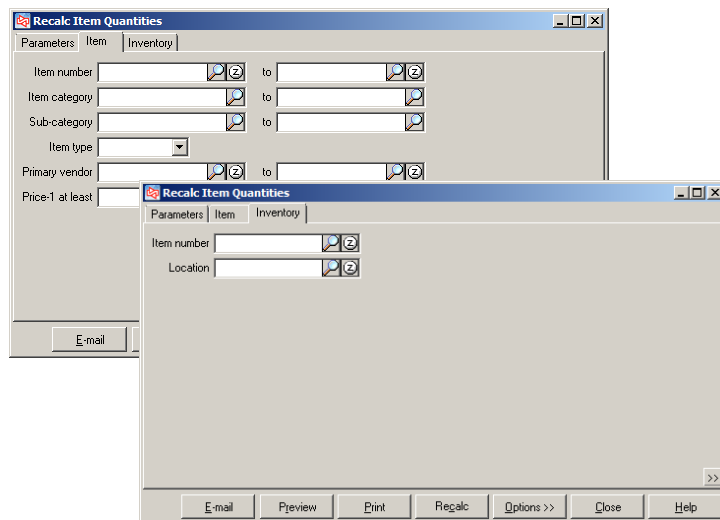 Recalc Item Quantities
Parameters Item Inventory
Item number to
Item category to
Sub-category to
Item type
Primary vendor to
Price-1 at least
E-mail
Recalc Item Quantities
Parameters Item Inventory
Item number
Location
>>
E-mail Preview Print Recalc Options >> Close Help